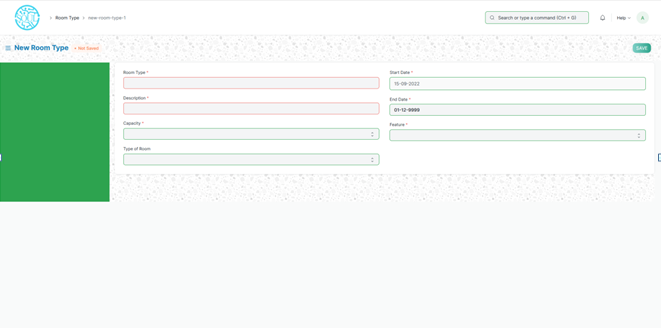 Room Type
new-room-type-1
Search or type a command (Ctrl + G)
Help
A
New Room Type
Not Saved
SAVE
Room Type *
Start Date *
15-09-2022
Description *
End Date *
01-12-9999
Capacity *
Feature *
Type of Room